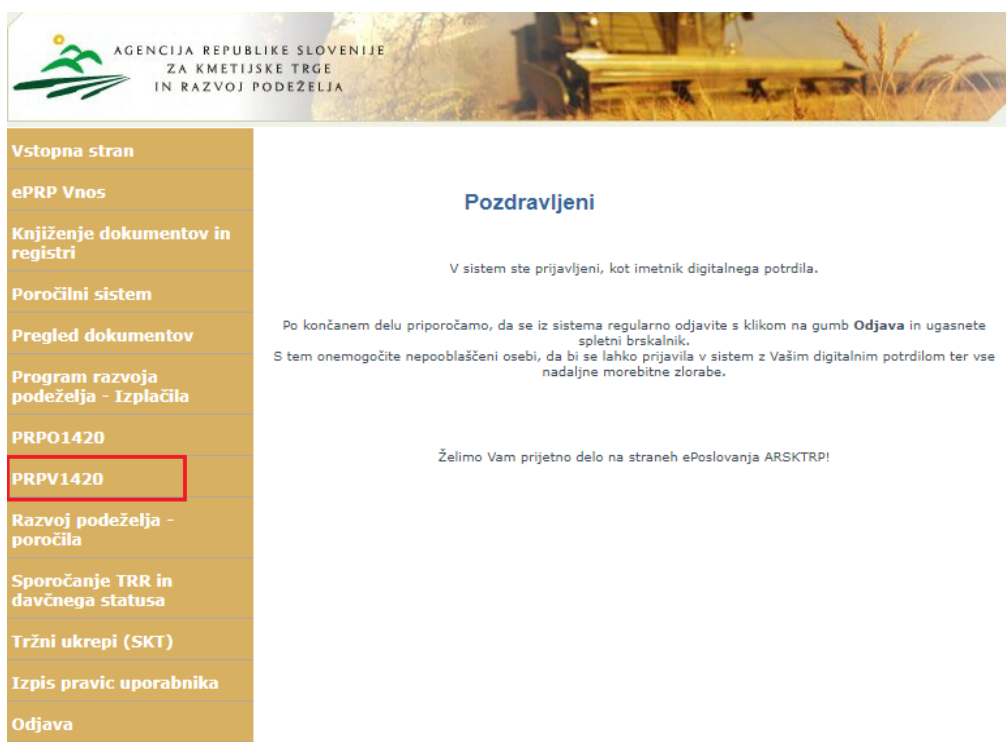 AGENCIJA REPUBLIKE SLOVENIJE
ZA KMETIJSKE TRGE
IN RAZVOJ PODEŽELJA
Vstopna stran
ePRP Vnos
Knjiženje dokumentov in
registri
Poročilni sistem
Pregled dokumentov
Program razvoja
podeželja - Izplačila
PRPO1420
PRPV1420
Razvoj podeželja -
poročila
Sporočanje TRR in
davčnega statusa
Tržni ukrepi (SKT)
Izpis pravic uporabnika
Odjava
Pozdravljeni
V sistem ste prijavljeni, kot imetnik digitalnega potrdila.
Po končanem delu priporočamo, da se iz sistema regularno odjavite s klikom na gumb Odjava in ugasnete
spletni brskalnik.
S tem onemogočite nepooblaščeni osebi, da bi se lahko prijavila v sistem z Vašim digitalnim potrdilom ter vse
nadaljne morebitne zlorabe.
Želimo Vam prijetno delo na straneh ePoslovanja ARSKTRP!